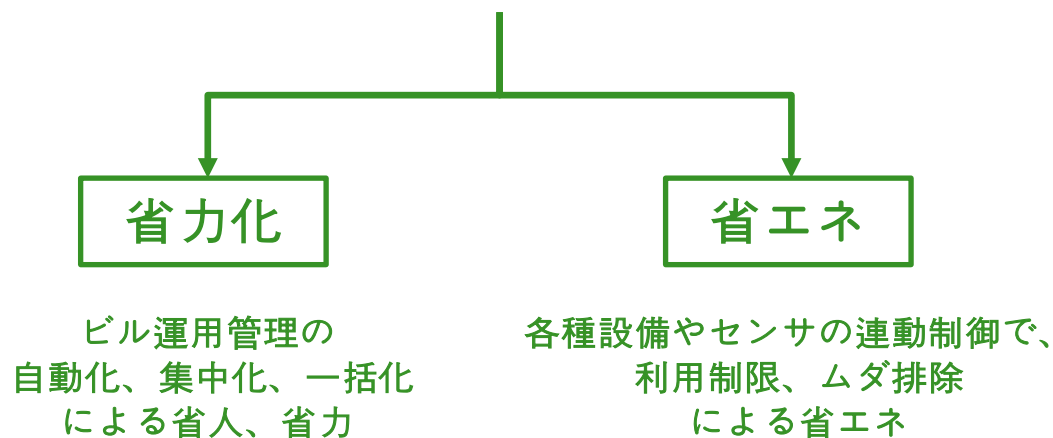 省力化
省エネ
ビル運用管理の
自動化、集中化、一括化
による省人、省力
各種設備やセンサの連動制御で、
利用制限、ムダ排除
による省エネ